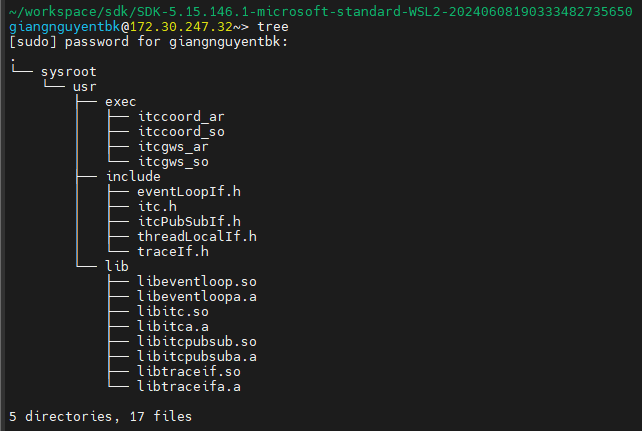 ~/workspace/sdk/SDK-5.15.146.1-microsoft-standard-WSL2-20240608190333482735650
giangnguyentbk@172.30.247.32~> tree
[sudo] password for giangnguyentbk:
.
└── sysroot
    └── usr
        ├── exec
        │   ├── itccoord_ar
        │   ├── itccoord_so
        │   ├── itcgws_ar
        │   └── itcgws_so
        ├── include
        │   ├── eventLoopIf.h
        │   ├── itc.h
        │   ├── itcPubSubIf.h
        │   ├── threadLocalIf.h
        │   └── traceIf.h
        └── lib
            ├── libeventloop.so
            ├── libeventloopa.a
            ├── libitc.so
            ├── libitca.a
            ├── libitcpubsub.so
            ├── libitcpubsuba.a
            ├── libtraceif.so
            └── libtraceifa.a

5 directories, 17 files